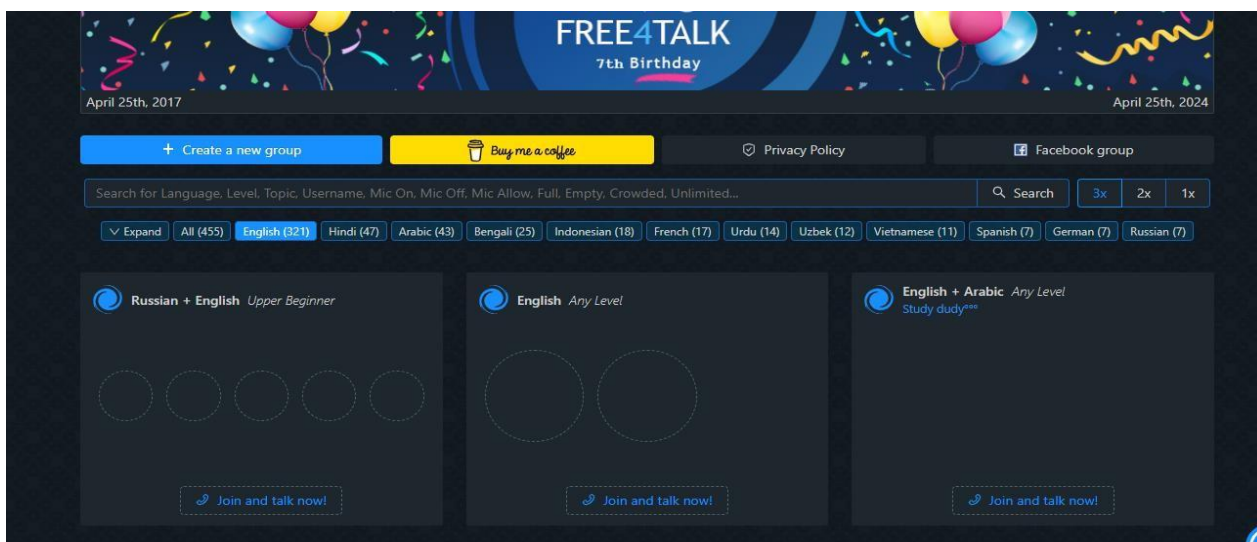 FREE4TALK
7th Birthday
April 25th, 2017
April 25th, 2024
+ Create a new group
Buy me a coffee
Privacy Policy
Facebook group
Search for Language, Level, Topic, Username, Mic On, Mic Off, Mic Allow, Full, Empty, Crowded, Unlimited...
Search
3x
2x
1x
Expand
All (455)
English (321)
Hindi (47)
Arabic (43)
Bengali (25)
Indonesian (18)
French (17)
Urdu (14)
Uzbek (12)
Vietnamese (11)
Spanish (7)
German (7)
Russian (7)
Russian + English Upper Beginner
Join and talk now!
English Any Level
Join and talk now!
English + Arabic Any Level
Study dudy°°°
Join and talk now!